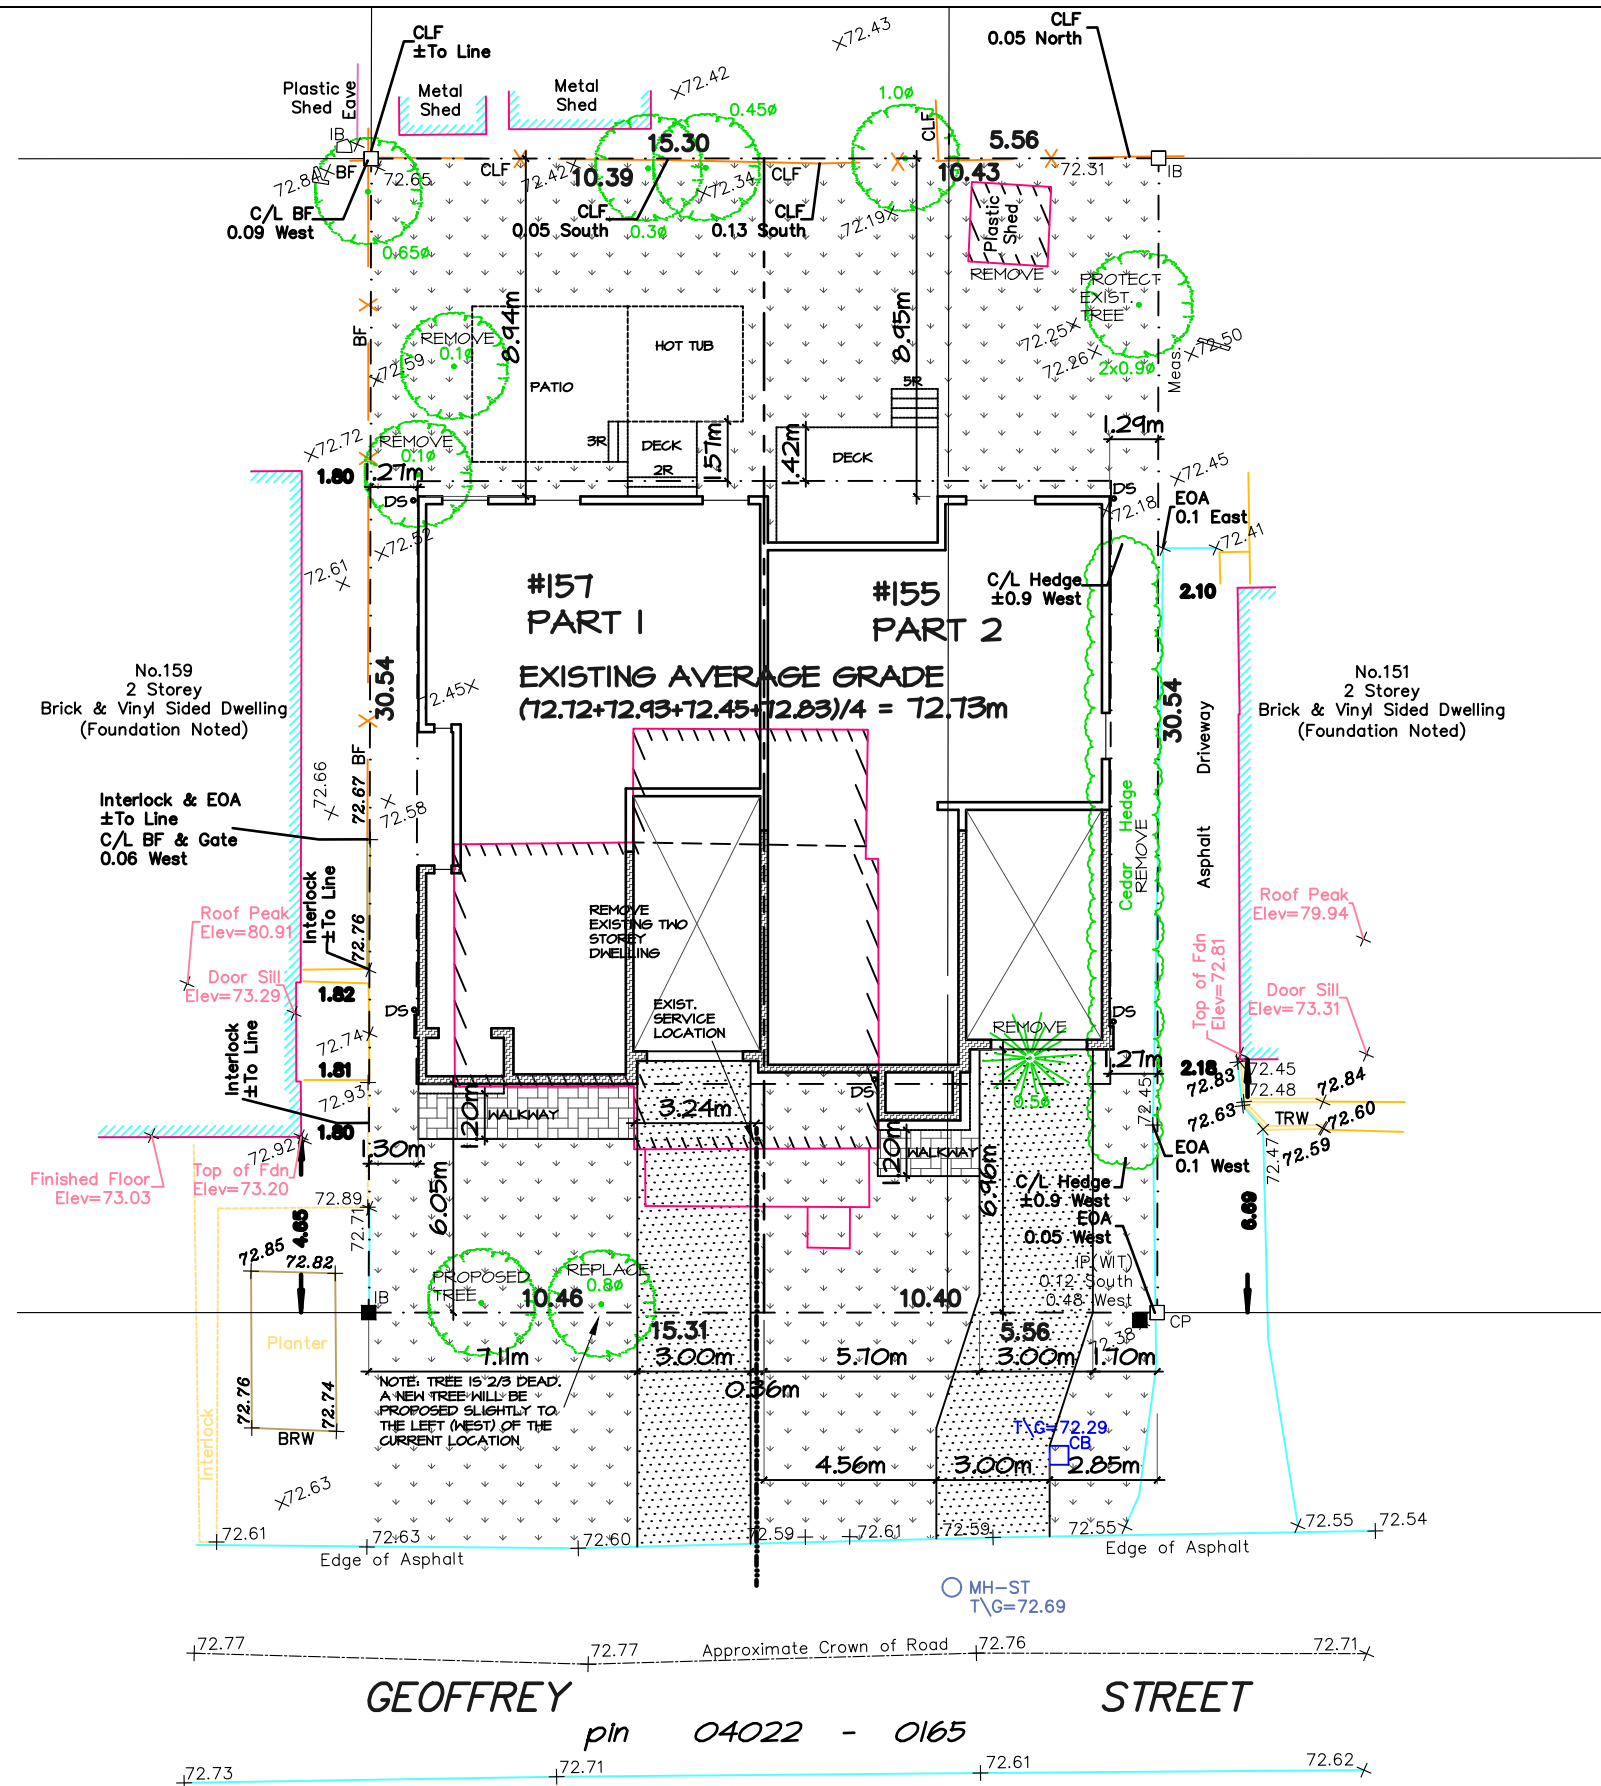 CLF
±To Line
×72.43
CLF
0.05 North
Plastic
Shed
Eave
Metal
Shed
Metal
Shed
×72.42
0.45ø
1.0ø
CLF
IB
BF
15.30
5.56
72.84
72.65
CLF
72.42
10.39
×72.34
CLF
10.43
72.31
IB
C/L BF
0.09 West
0.65ø
CLF
0.05 South
0.3ø
CLF
0.13 South
72.19×
Plastic
Shed
REMOVE
PROTECT
EXIST.
TREE
BF
REMOVE
0.1ø
×72.59
8.94m
HOT TUB
8.95m
72.25×
72.26×
2x0.9ø
Meas.
×72.50
PATIO
5R
×72.72
REMOVE
0.1ø
3R
DECK
2R
1.57m
1.42m
DECK
1.29m
1.80
1.27m
DS
×72.45
DS
72.18
EOA
0.1 East
×72.52
72.61
×72.41
#157
PART 1
#155
PART 2
C/L Hedge
±0.9 West
2.10
No.159
2 Storey
Brick & Vinyl Sided Dwelling
(Foundation Noted)
30.54
72.45×
EXISTING AVERAGE GRADE
(72.72+72.93+72.45+72.83)/4 = 72.73m
30.54
Driveway
No.151
2 Storey
Brick & Vinyl Sided Dwelling
(Foundation Noted)
BF
72.66
72.67
72.58
Interlock & EOA
±To Line
C/L BF & Gate
0.06 West
Hedge
Cedar
REMOVE
Asphalt
Interlock
±To Line
72.76
REMOVE
EXISTING TWO
STOREY
DWELLING
Roof Peak
Elev=80.91
Roof Peak
Elev=79.94
Door Sill
Elev=73.29
1.82
DS
EXIST.
SERVICE
LOCATION
REMOVE
DS
Top of Fdn
Elev=72.81
Door Sill
Elev=73.31
Interlock
±To Line
72.74
1.81
72.93
1.27m
2.18
72.45
72.83
72.48
72.84
1.20m
WALKWAY
3.24m
DS
0.5ø
72.45
72.63
TRW
72.60
72.59
1.80
72.92
1.30m
1.20m
WALKWAY
EOA
0.1 West
72.47
Finished Floor
Elev=73.03
Top of Fdn
Elev=73.20
72.89
72.71
6.05m
6.96m
C/L Hedge
±0.9 West
EOA
0.05 West
4.65
6.69
72.85
72.82
PROPOSED
TREE
REPLACE
0.8ø
IP(WIT)
0.12 South
0.48 West
IB
10.46
10.40
CP
Planter
15.31
5.56
72.38
7.11m
3.00m
5.70m
3.00m
1.70m
0.36m
72.76
72.74
NOTE: TREE IS 2/3 DEAD.
A NEW TREE WILL BE
PROPOSED SLIGHTLY TO
THE LEFT (WEST) OF THE
CURRENT LOCATION
BRW
Interlock
T\G=72.29
CB
4.56m
3.00m
2.85m
×72.63
72.61
72.63
72.60
72.59
72.61
72.59
72.55
72.55
72.54
Edge of Asphalt
Edge of Asphalt
MH-ST
T\G=72.69
72.77
72.77
Approximate Crown of Road
72.76
72.71
GEOFFREY STREET
pin 04022 - 0165
72.73
72.71
72.61
72.62